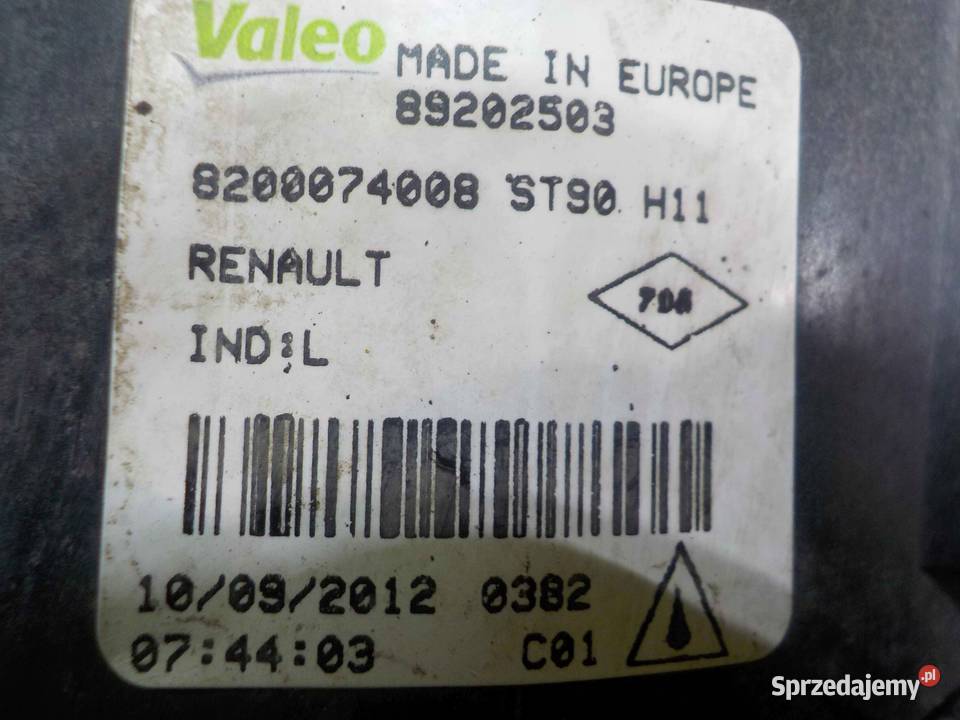 Valeo MADE IN EUROPE
89202503
8200074008 ST90 H11
RENAULT
IND:L
10/09/2012 0382
07:44:03 C01
Sprzedajemy.pl